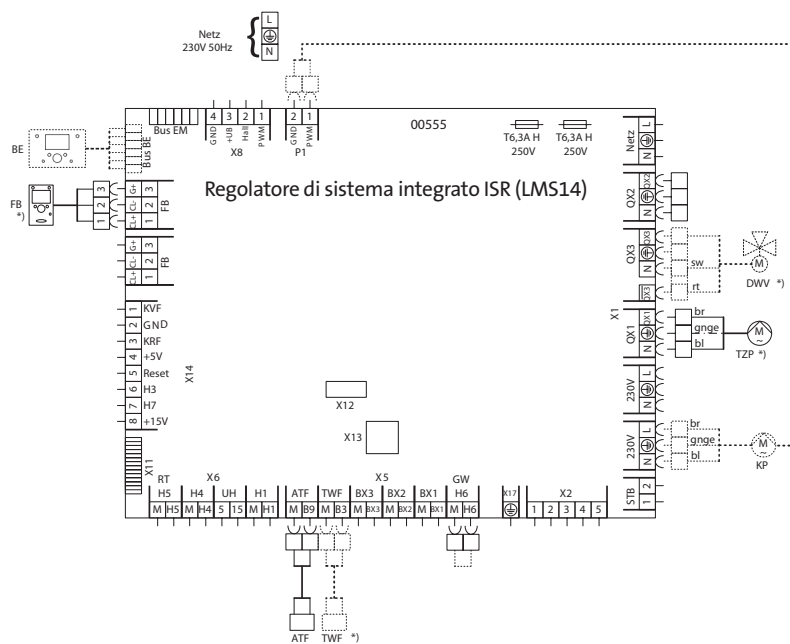 Netz
230V 50Hz
L
N
4 3 2 1
GND +UB Hall PWM
X8
2 1
GND PWM
P1
00555
T6,3A H
250V
T6,3A H
250V
Bus EM
BE
Bus BE
Regolatore di sistema integrato ISR (LMS14)
FB
*)
3
2
1
G+ 3
CL- 2
CL+ 1
FB
G+ 3
CL- 2
CL+ 1
FB
1 KVF
2 GND
3 KRF
4 +5V
5 Reset
6 H3
7 H7
8 +15V
X14
X11
X12
X13
Netz
L
N
QX2
QX2
N
QX3
QX3
N
QX3
sw
rt
M
DWV *)
X1
QX1
QX1
N
br
gnge
bl
M
~
TZP *)
230V
L
N
230V
L
N
br
gnge
bl
M
~
KP
STB
2
1
RT X6 X5 GW
H5 H4 UH H1 ATF TWF BX3 BX2 BX1 H6 X17 X2
M H5 M H4 5 15 M H1 M B9 M B3 M BX3 M BX2 M BX1 M H6 1 2 3 4 5
ATF TWF *)